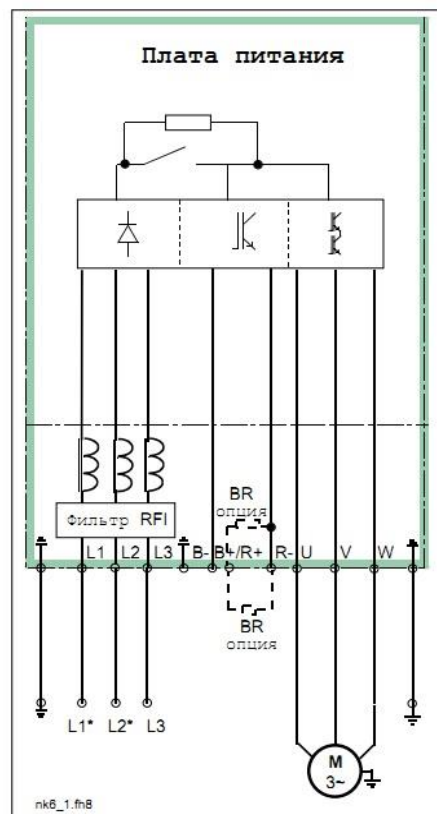 Плата питания
BR
опция
Фильтр RFI
L1 L2 L3 B- B+/R+ R- U V W
BR
опция
L1* L2* L3
M
3~
nk6_1.fh8